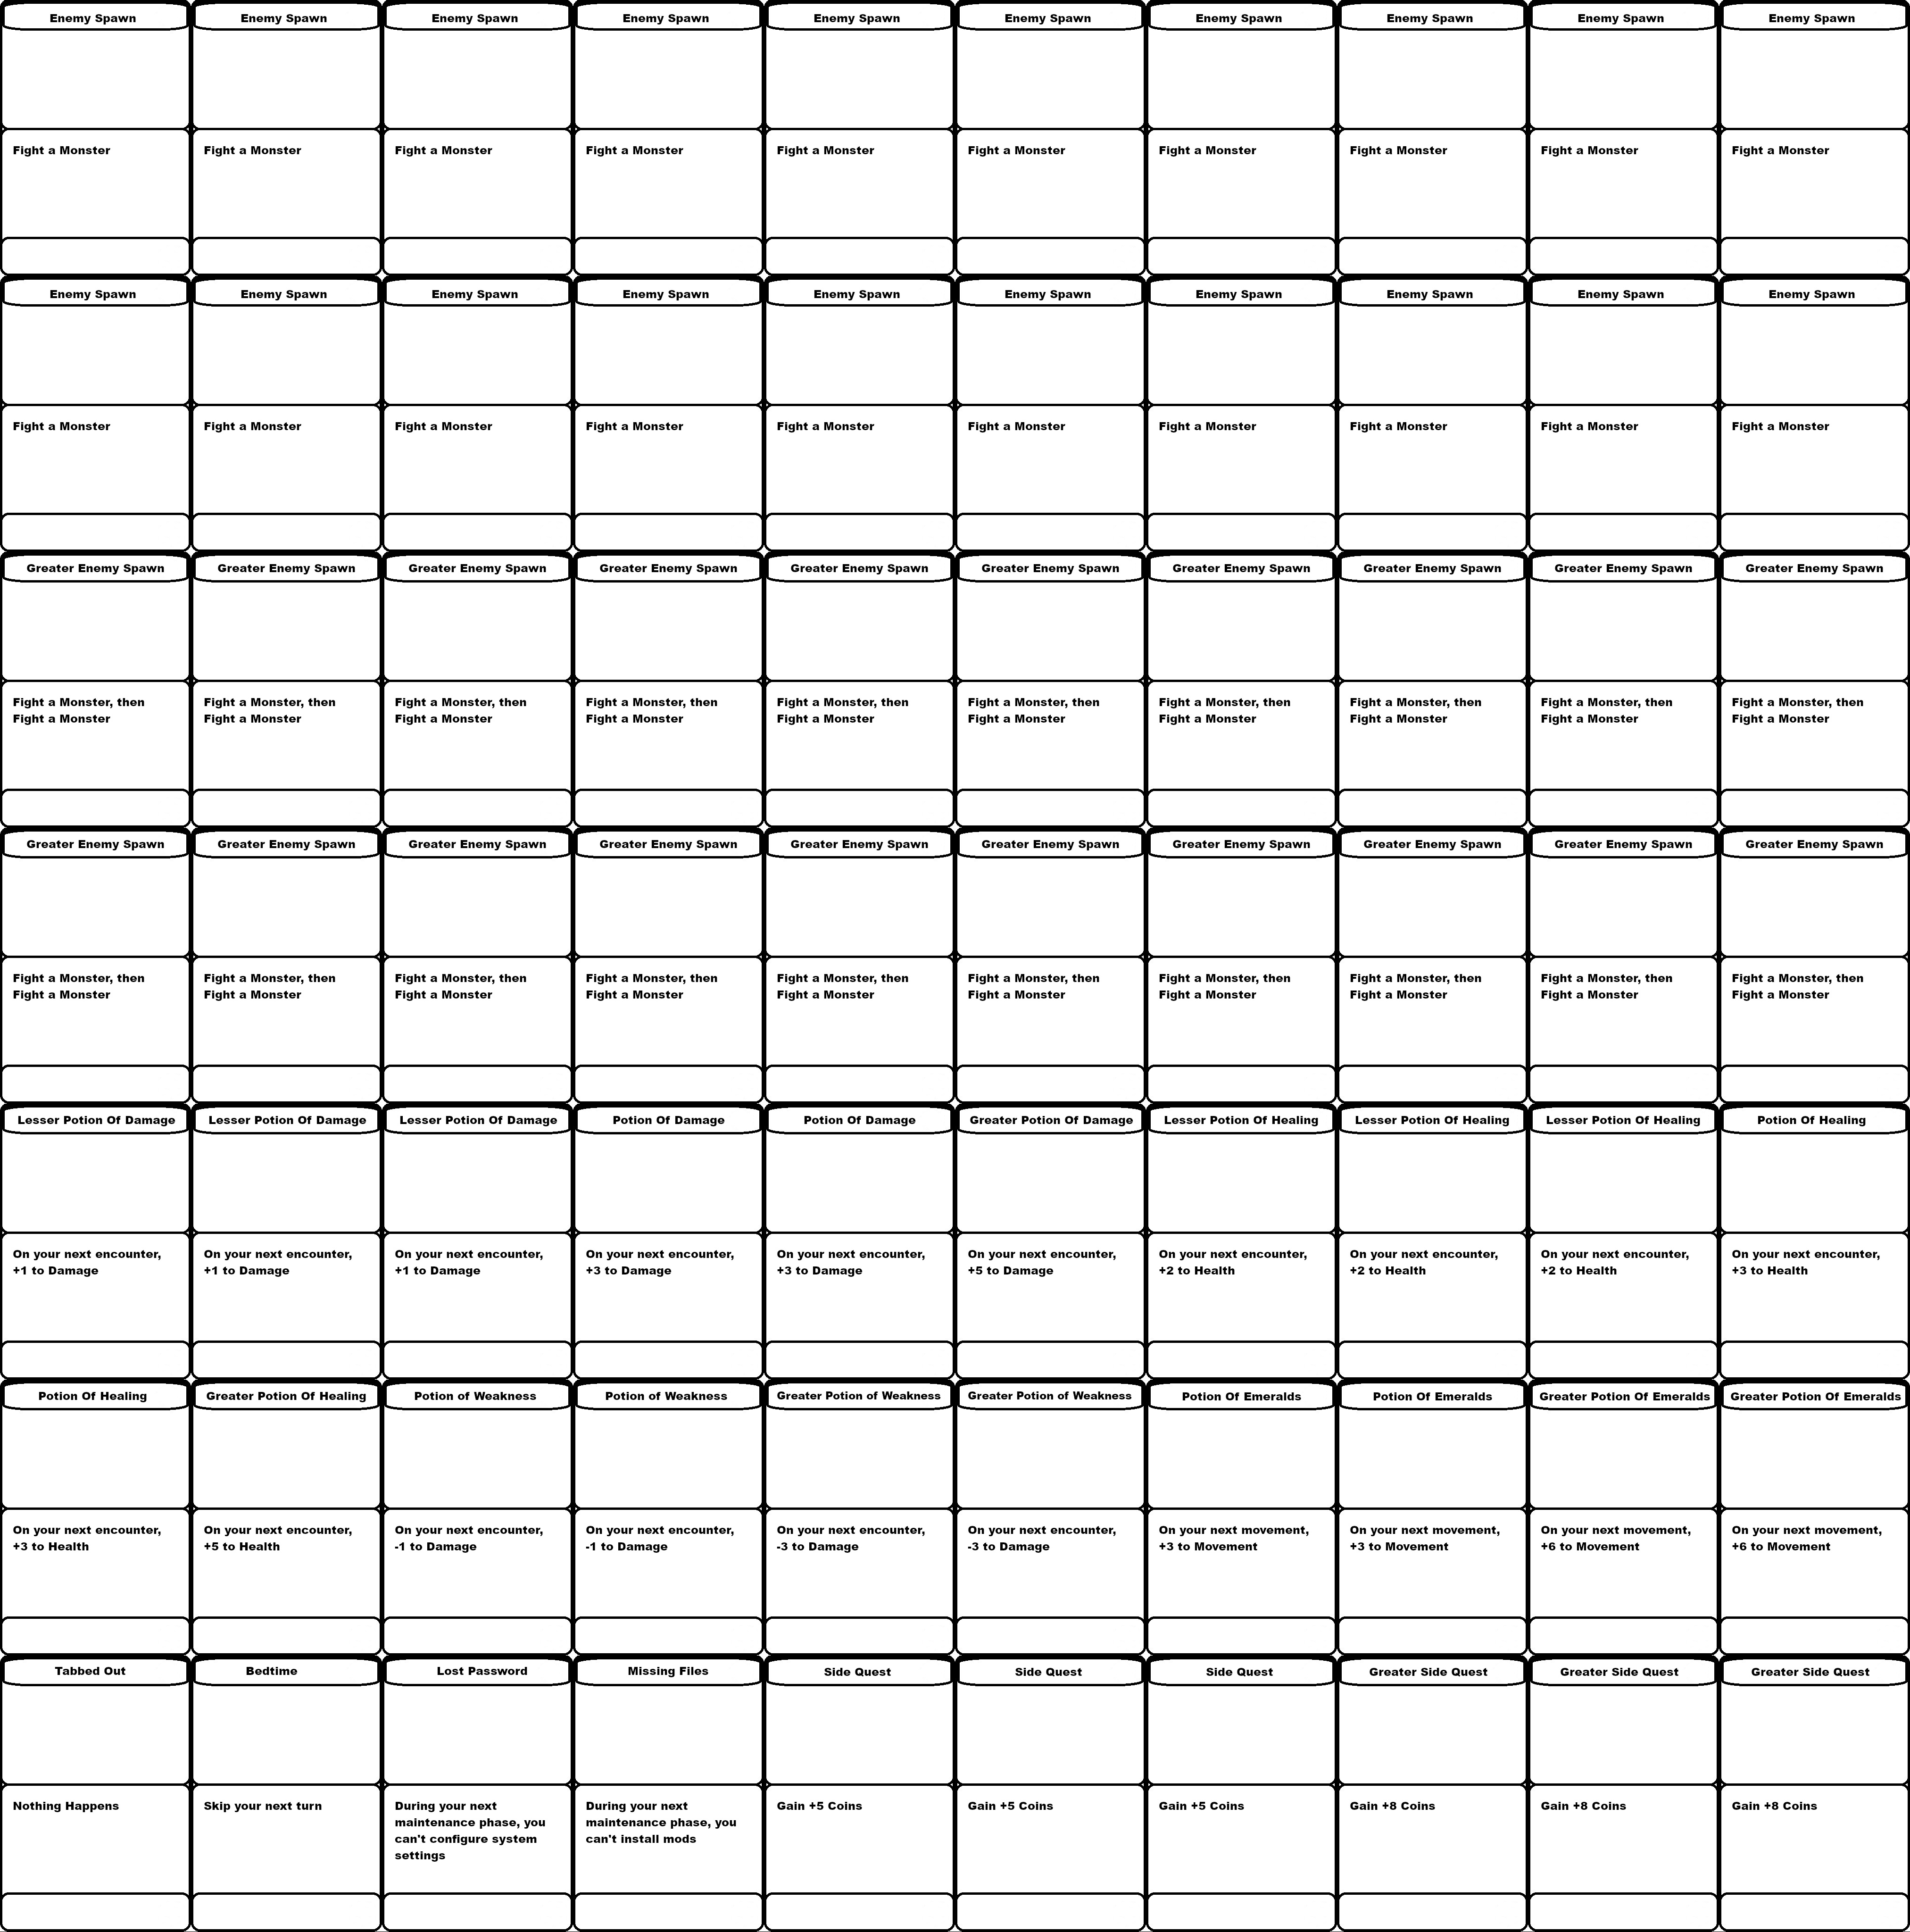 Enemy Spawn Enemy Spawn Enemy Spawn Enemy Spawn Enemy Spawn Enemy Spawn Enemy Spawn Enemy Spawn Enemy Spawn Enemy Spawn
Fight a Monster Fight a Monster Fight a Monster Fight a Monster Fight a Monster Fight a Monster Fight a Monster Fight a Monster Fight a Monster Fight a Monster
Enemy Spawn Enemy Spawn Enemy Spawn Enemy Spawn Enemy Spawn Enemy Spawn Enemy Spawn Enemy Spawn Enemy Spawn Enemy Spawn
Fight a Monster Fight a Monster Fight a Monster Fight a Monster Fight a Monster Fight a Monster Fight a Monster Fight a Monster Fight a Monster Fight a Monster
Greater Enemy Spawn Greater Enemy Spawn Greater Enemy Spawn Greater Enemy Spawn Greater Enemy Spawn Greater Enemy Spawn Greater Enemy Spawn Greater Enemy Spawn Greater Enemy Spawn Greater Enemy Spawn
Fight a Monster, then Fight a Monster, then Fight a Monster, then Fight a Monster, then Fight a Monster, then Fight a Monster, then Fight a Monster, then Fight a Monster, then Fight a Monster, then Fight a Monster, then
Fight a Monster Fight a Monster Fight a Monster Fight a Monster Fight a Monster Fight a Monster Fight a Monster Fight a Monster Fight a Monster Fight a Monster
Greater Enemy Spawn Greater Enemy Spawn Greater Enemy Spawn Greater Enemy Spawn Greater Enemy Spawn Greater Enemy Spawn Greater Enemy Spawn Greater Enemy Spawn Greater Enemy Spawn Greater Enemy Spawn
Fight a Monster, then Fight a Monster, then Fight a Monster, then Fight a Monster, then Fight a Monster, then Fight a Monster, then Fight a Monster, then Fight a Monster, then Fight a Monster, then Fight a Monster, then
Fight a Monster Fight a Monster Fight a Monster Fight a Monster Fight a Monster Fight a Monster Fight a Monster Fight a Monster Fight a Monster Fight a Monster
Lesser Potion Of Damage Lesser Potion Of Damage Lesser Potion Of Damage Potion Of Damage Potion Of Damage Greater Potion Of Damage Lesser Potion Of Healing Lesser Potion Of Healing Lesser Potion Of Healing Potion Of Healing
On your next encounter, On your next encounter, On your next encounter, On your next encounter, On your next encounter, On your next encounter, On your next encounter, On your next encounter, On your next encounter, On your next encounter,
+1 to Damage +1 to Damage +1 to Damage +3 to Damage +3 to Damage +5 to Damage +2 to Health +2 to Health +2 to Health +3 to Health
Potion Of Healing Greater Potion Of Healing Potion of Weakness Potion of Weakness Greater Potion of Weakness Greater Potion of Weakness Potion Of Emeralds Potion Of Emeralds Greater Potion Of Emeralds Greater Potion Of Emeralds
On your next encounter, On your next encounter, On your next encounter, On your next encounter, On your next encounter, On your next encounter, On your next movement, On your next movement, On your next movement, On your next movement,
+3 to Health +5 to Health -1 to Damage -1 to Damage -3 to Damage -3 to Damage +3 to Movement +3 to Movement +6 to Movement +6 to Movement
Tabbed Out Bedtime Lost Password Missing Files Side Quest Side Quest Side Quest Greater Side Quest Greater Side Quest Greater Side Quest
Nothing Happens Skip your next turn During your next During your next Gain +5 Coins Gain +5 Coins Gain +5 Coins Gain +8 Coins Gain +8 Coins Gain +8 Coins
maintenance phase, you maintenance phase, you
can't configure system can't install mods
settings